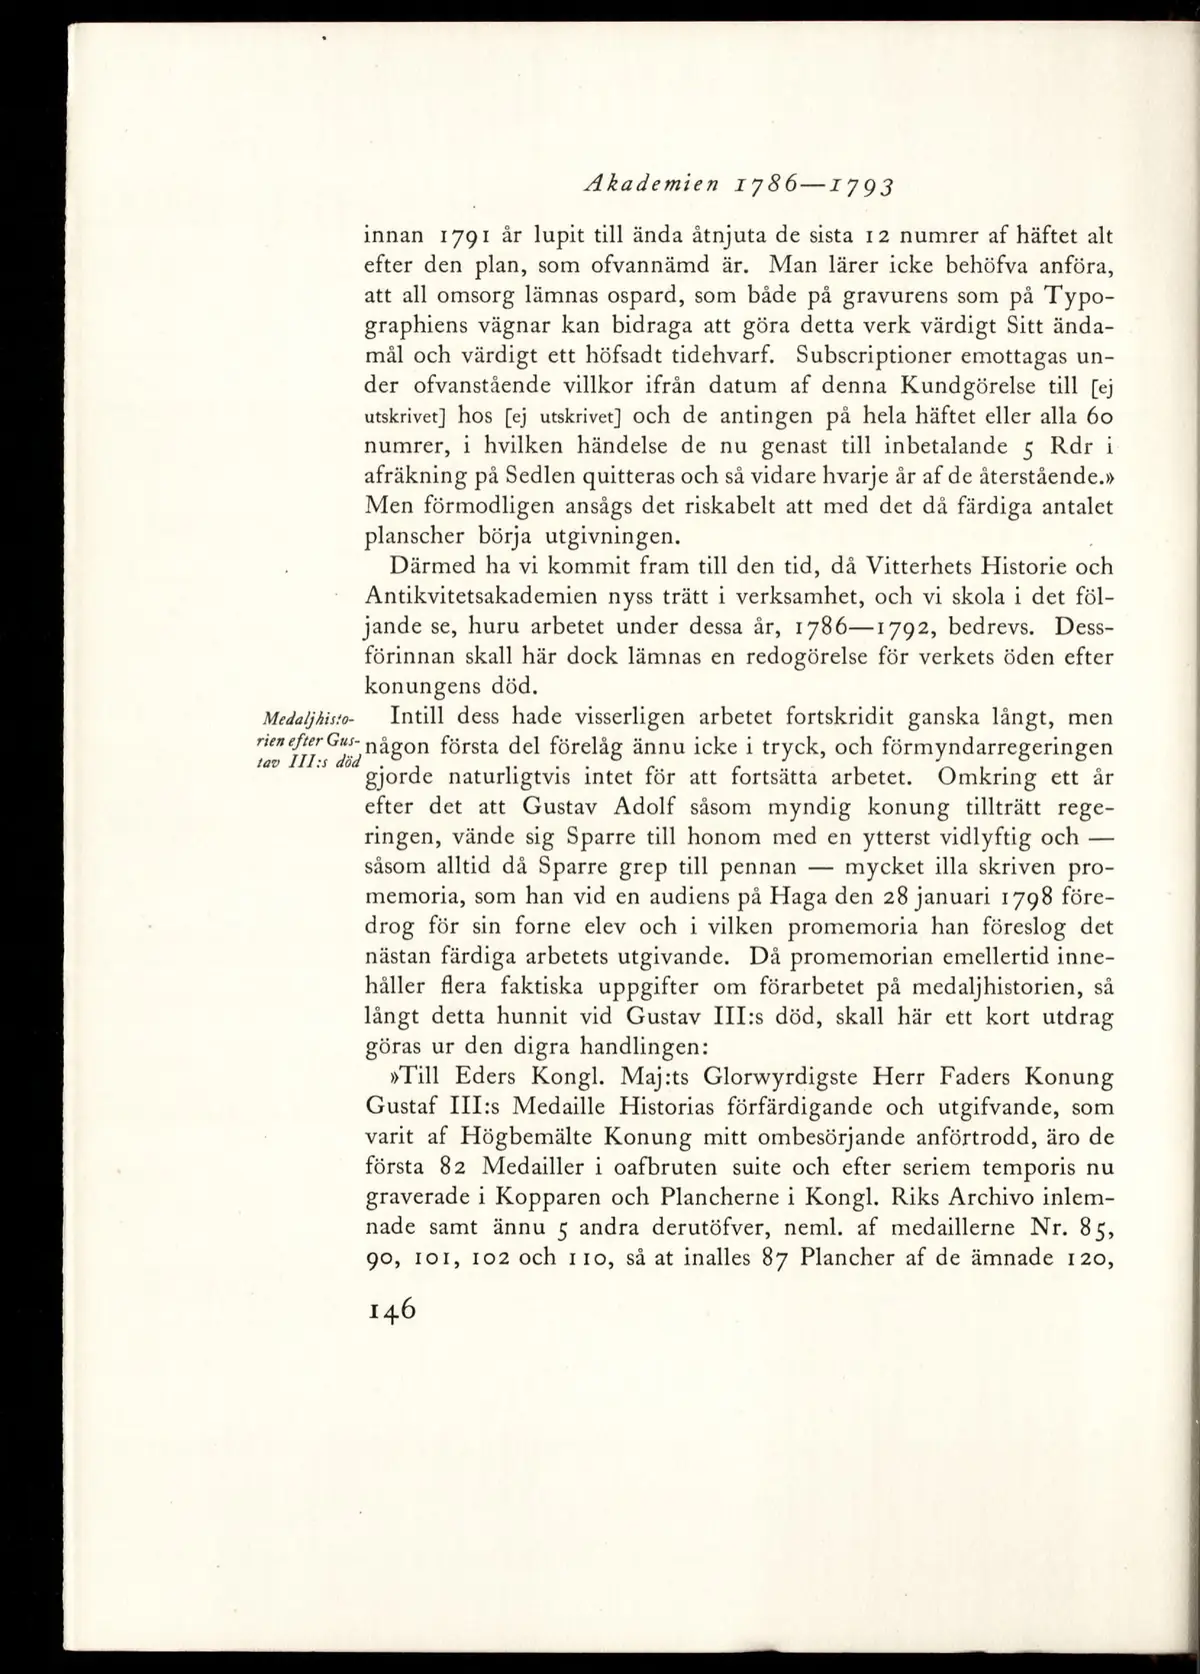 Akademien 1786—1793
innan 1791 år lupit till ända åtnjuta de sista 12 numrer af häftet alt
efter den plan, som ofvannämd är. Man lärer icke behöfva anföra,
att all omsorg lämnas ospard, som både på gravurens som på Typo-
graphiens vägnar kan bidraga att göra detta verk värdigt Sitt ända-
mål och värdigt ett höfsadt tidehvarf. Subscriptioner emottagas un-
der ofvanstående villkor ifrån datum af denna Kundgörelse till [ej
utskrivet] hos [ej utskrivet] och de antingen på hela häftet eller alla 60
numrer, i hvilken händelse de nu genast till inbetalande 5 Rdr i
afräkning på Sedlen quitteras och så vidare hvarje år af de återstående.»
Men förmodligen ansågs det riskabelt att med det då färdiga antalet
planscher börja utgivningen.
Därmed ha vi kommit fram till den tid, då Vitterhets Historie och
Antikvitetsakademien nyss trätt i verksamhet, och vi skola i det föl-
jande se, huru arbetet under dessa år, 1786—1792, bedrevs. Dess-
förinnan skall här dock lämnas en redogörelse för verkets öden efter
konungens död.
Medaljhisto-
rien efter Gus-
tav III:s död
Intill dess hade visserligen arbetet fortskridit ganska långt, men
någon första del förelåg ännu icke i tryck, och förmyndarregeringen
gjorde naturligtvis intet för att fortsätta arbetet. Omkring ett år
efter det att Gustav Adolf såsom myndig konung tillträtt rege-
ringen, vände sig Sparre till honom med en ytterst vidlyftig och —
såsom alltid då Sparre grep till pennan — mycket illa skriven pro-
memoria, som han vid en audiens på Haga den 28 januari 1798 före-
drog för sin forne elev och i vilken promemoria han föreslog det
nästan färdiga arbetets utgivande. Då promemorian emellertid inne-
håller flera faktiska uppgifter om förarbetet på medaljhistorien, så
långt detta hunnit vid Gustav III:s död, skall här ett kort utdrag
göras ur den digra handlingen:
»Till Eders Kongl. Maj:ts Glorwyrdigste Herr Faders Konung
Gustaf III:s Medaille Historias förfärdigande och utgifvande, som
varit af Högbemälte Konung mitt ombesörjande anförtrodd, äro de
första 82 Medailler i oafbruten suite och efter seriem temporis nu
graverade i Kopparen och Plancherne i Kongl. Riks Archivo inlem-
nade samt ännu 5 andra derutöfver, neml. af medaillerne Nr. 85,
90, 101, 102 och 110, så at inalles 87 Plancher af de ämnade 120,
146